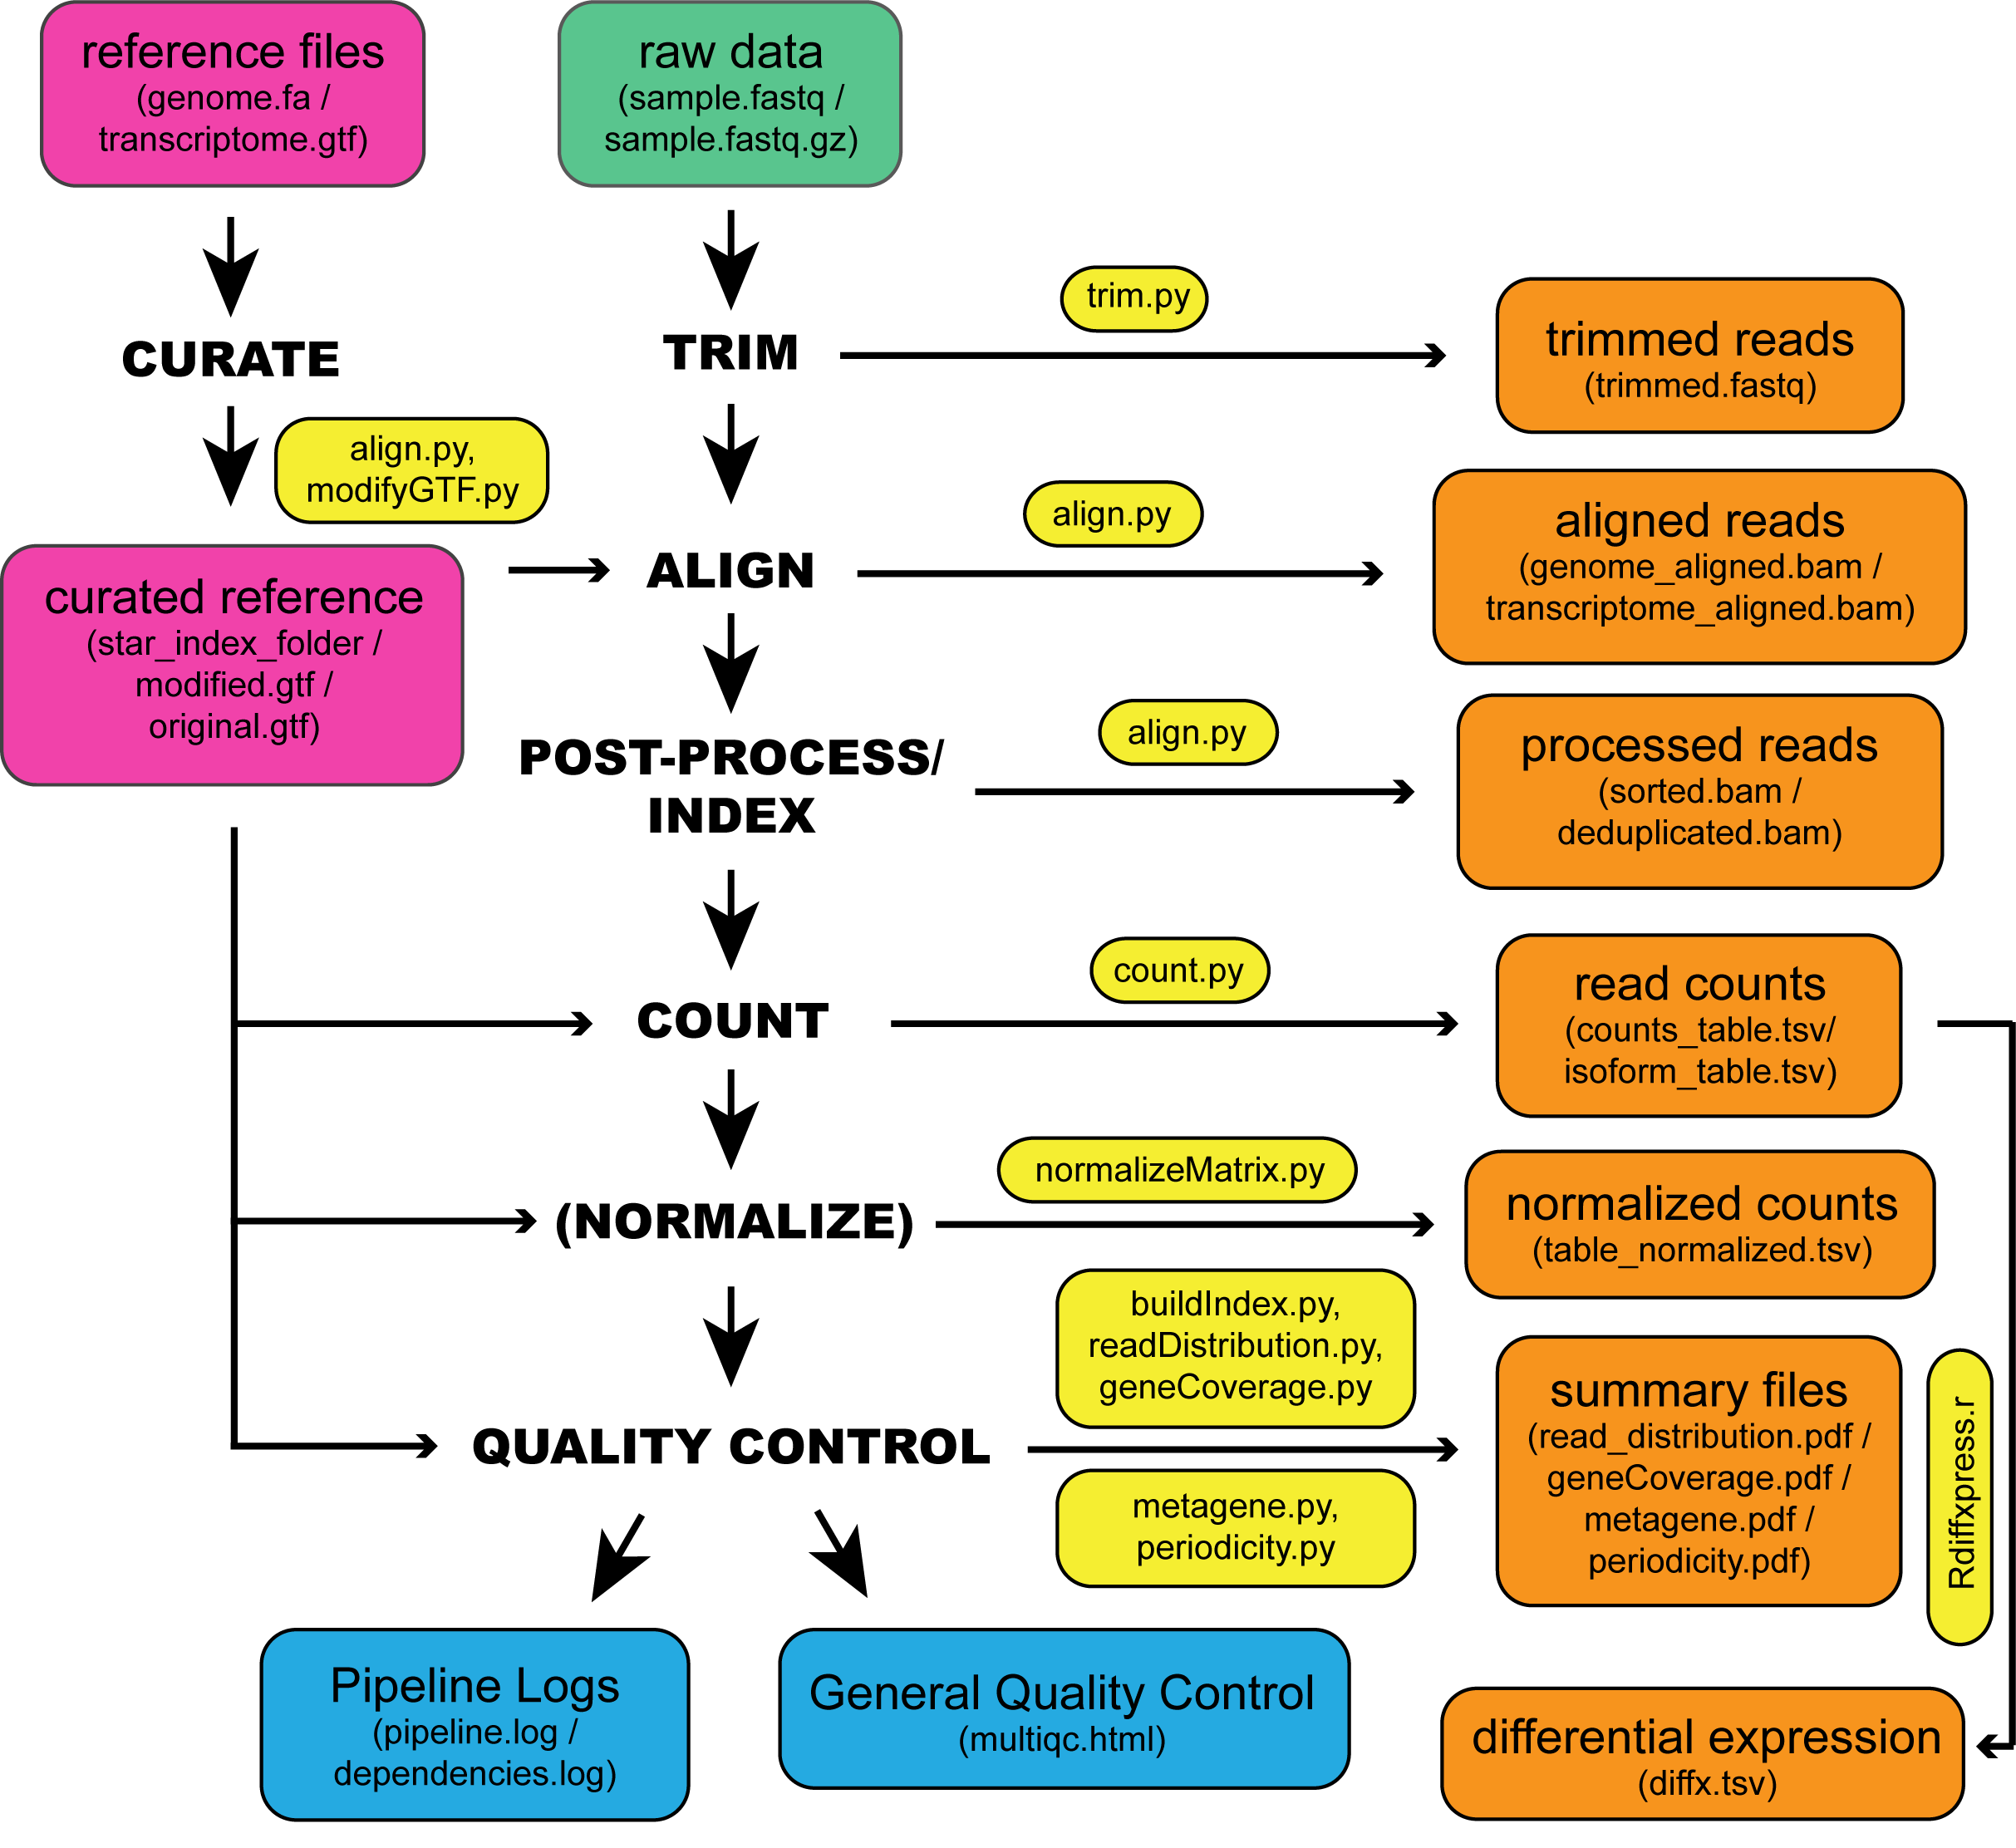 reference files
(genome.fa /
transcriptome.gtf)
raw data
(sample.fastq /
sample.fastq.gz)
CURATE
TRIM
trim.py
trimmed reads
(trimmed.fastq)
align.py,
modifyGTF.py
curated reference
(star_index_folder /
modified.gtf /
original.gtf)
ALIGN
align.py
aligned reads
(genome_aligned.bam /
transcriptome_aligned.bam)
POST-PROCESS/
INDEX
align.py
processed reads
(sorted.bam /
deduplicated.bam)
COUNT
count.py
read counts
(counts_table.tsv/
isoform_table.tsv)
(NORMALIZE)
normalizeMatrix.py
normalized counts
(table_normalized.tsv)
QUALITY CONTROL
buildIndex.py,
readDistribution.py,
geneCoverage.py
metagene.py,
periodicity.py
summary files
(read_distribution.pdf /
geneCoverage.pdf /
metagene.pdf /
periodicity.pdf)
Rdiffxpress.r
Pipeline Logs
(pipeline.log /
dependencies.log)
General Quality Control
(multiqc.html)
differential expression
(diffx.tsv)